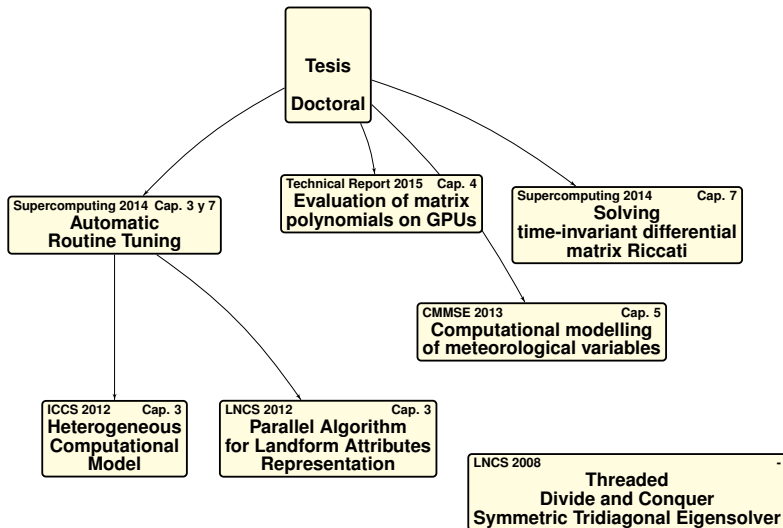 Tesis
Doctoral
Technical Report 2015 Cap. 4
Evaluation of matrix
polynomials on GPUs
Supercomputing 2014 Cap. 7
Solving
time-invariant differential
matrix Riccati
Supercomputing 2014 Cap. 3 y 7
Automatic
Routine Tuning
CMMSE 2013 Cap. 5
Computational modelling
of meteorological variables
ICCS 2012 Cap. 3
Heterogeneous
Computational
Model
LNCS 2012 Cap. 3
Parallel Algorithm
for Landform Attributes
Representation
LNCS 2008 -
Threaded
Divide and Conquer
Symmetric Tridiagonal Eigensolver